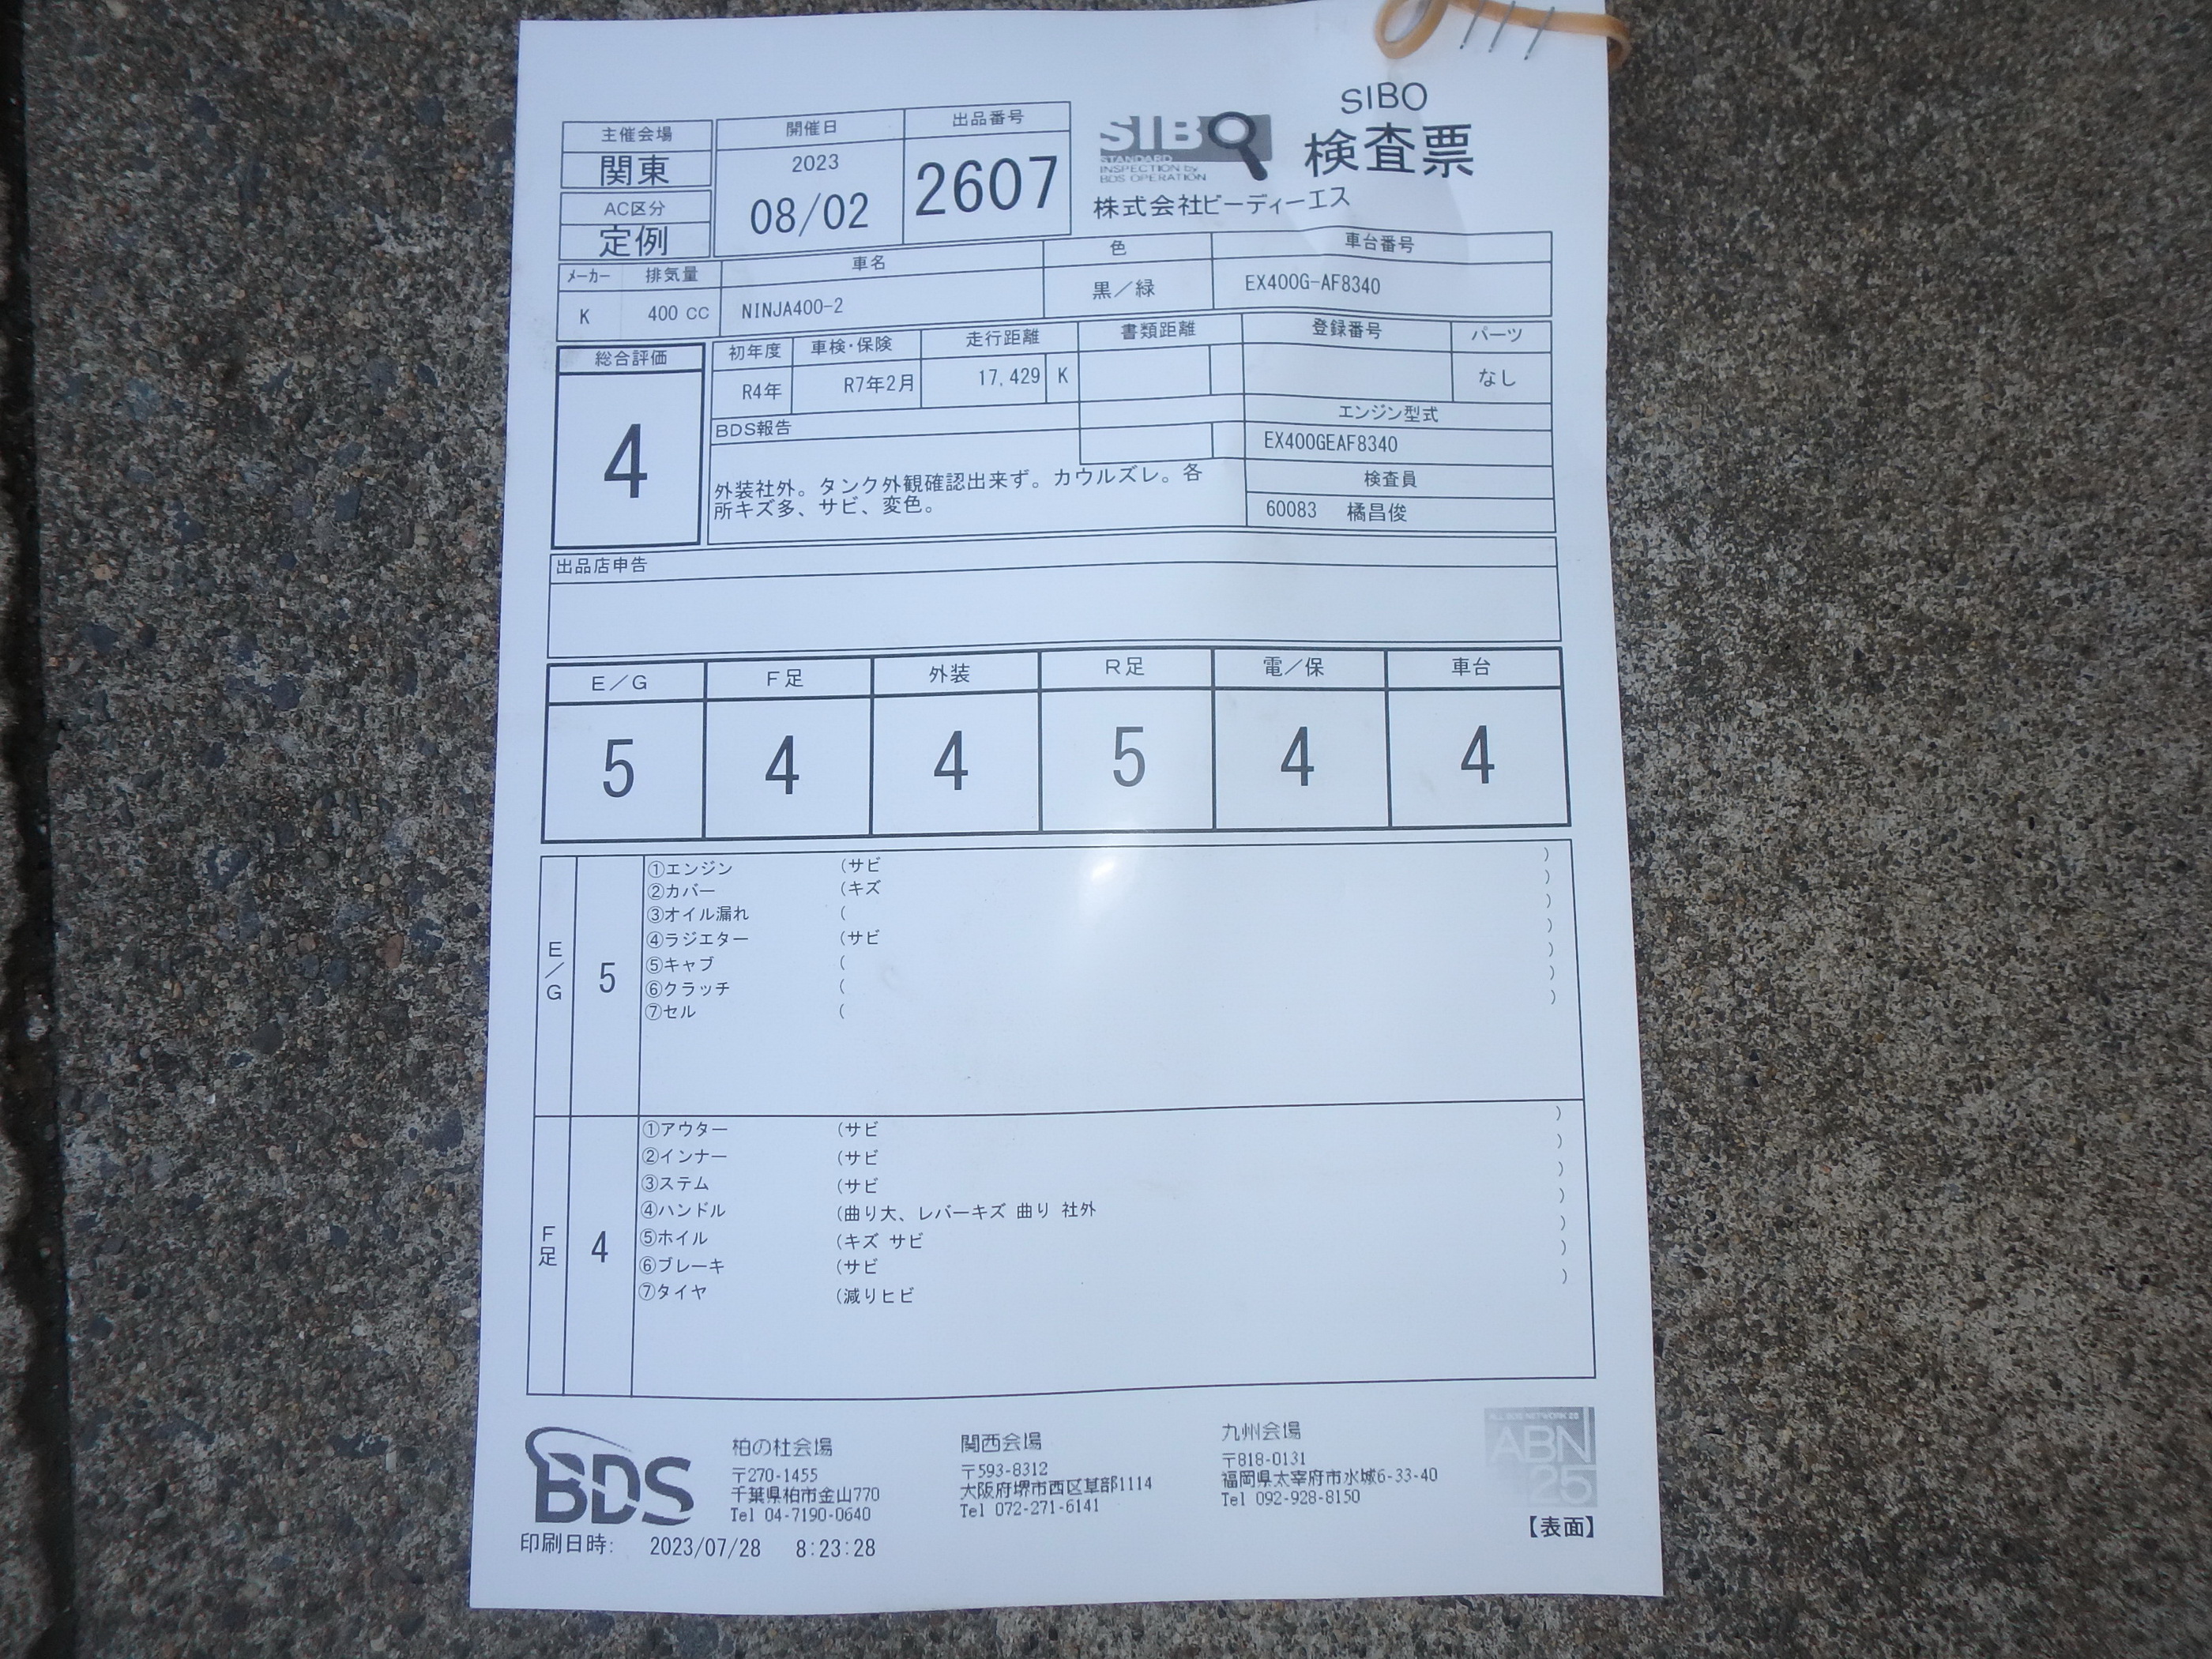 SIBO
検査票
SIBO
STANDARD
INSPECTION by
BDS OPERATION
株式会社ビーディーエス
主催会場
関東
AC区分
定例
開催日
2023
08/02
出品番号
2607
メーカー 排気量 車名 色 車台番号
K 400 CC NINJA400-2 黒／緑 EX400G-AF8340
総合評価
4
初年度 車検・保険 走行距離 書類距離 登録番号 パーツ
R4年 R7年2月 17,429 K なし
BDS報告
外装社外。タンク外観確認出来ず。カウルズレ。各
所キズ多、サビ、変色。
エンジン型式
EX400GEAF8340
検査員
60083 橘昌俊
出品店申告
E／G F足 外装 R足 電／保 車台
5 4 4 5 4 4
E／G
5
①エンジン (サビ )
②カバー (キズ )
③オイル漏れ ( )
④ラジエター (サビ )
⑤キャブ ( )
⑥クラッチ ( )
⑦セル ( )
F足
4
①アウター (サビ )
②インナー (サビ )
③ステム (サビ )
④ハンドル (曲り大、レバーキズ 曲り 社外 )
⑤ホイル (キズ サビ )
⑥ブレーキ (サビ )
⑦タイヤ (減りヒビ )
BDS
柏の杜会場
〒270-1455
千葉県柏市金山770
Tel 04-7190-0640
関西会場
〒593-8312
大阪府堺市西区草部1114
Tel 072-271-6141
九州会場
〒818-0131
福岡県太宰府市水城6-33-40
Tel 092-928-8150
ALL BDS NETWORK 25
ABN
25
【表面】
印刷日時: 2023/07/28 8:23:28